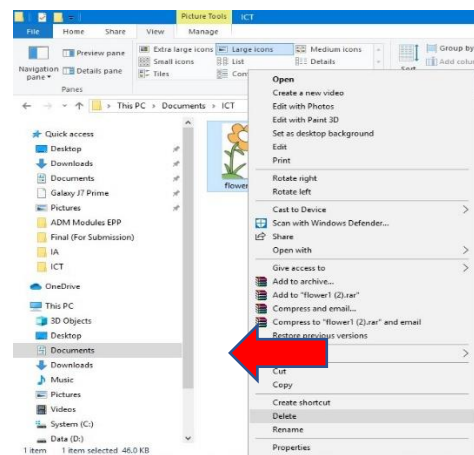 Picture Tools ICT
File Home Share View Manage
Navigation pane
Preview pane
Details pane
Panes
Extra large icons Large icons Medium icons
Small icons List Details
Tiles
Sort
Group by
This PC > Documents > ICT
Quick access
Desktop
Downloads
Documents
Galaxy J7 Prime
Pictures
ADM Modules EPP
Final (For Submission)
IA
ICT
OneDrive
This PC
3D Objects
Desktop
Documents
Downloads
Music
Pictures
Videos
System (C:)
Data (D:)
1 item 1 item selected 46.0 KB
flower
Open
Create a new video
Edit with Photos
Edit with Paint 3D
Set as desktop background
Edit
Print
Rotate right
Rotate left
Cast to Device
Scan with Windows Defender...
Share
Open with
Give access to
Add to archive...
Add to "flower1 (2).rar"
Compress and email...
Compress to "flower1 (2).rar" and email
Restore previous versions
Cut
Copy
Create shortcut
Delete
Rename
Properties